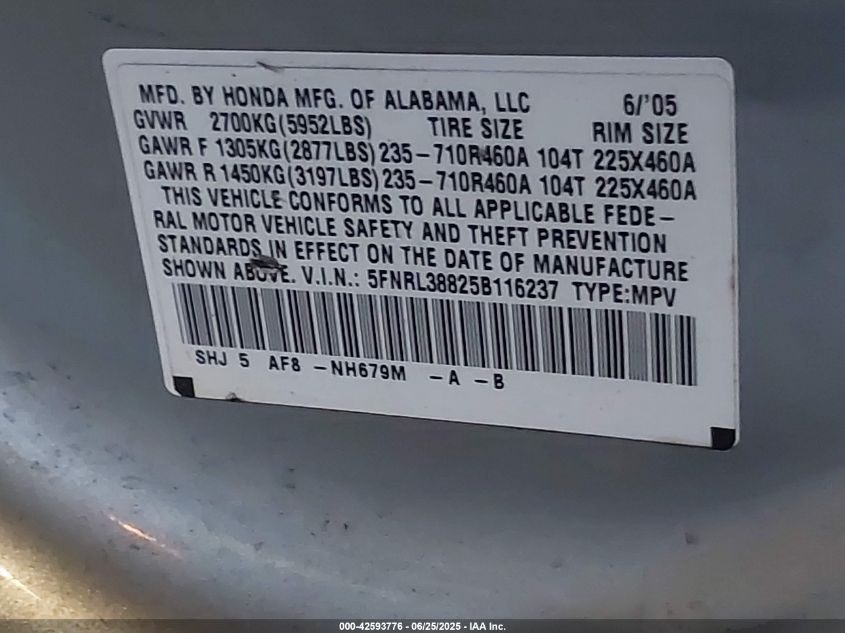 MFD. BY HONDA MFG. OF ALABAMA, LLC 6/'05
GVWR 2700KG(5952LBS) TIRE SIZE RIM SIZE
GAWR F 1305KG(2877LBS) 235-710R460A 104T 225X460A
GAWR R 1450KG(3197LBS) 235-710R460A 104T 225X460A
THIS VEHICLE CONFORMS TO ALL APPLICABLE FEDE-
RAL MOTOR VEHICLE SAFETY AND THEFT PREVENTION
STANDARDS IN EFFECT ON THE DATE OF MANUFACTURE
SHOWN ABOVE. V.I.N.: 5FNRL38825B116237 TYPE:MPV
SHJ 5 AF8 -NH679M -A -B
000-42593776 - 06/25/2025 - IAA Inc.